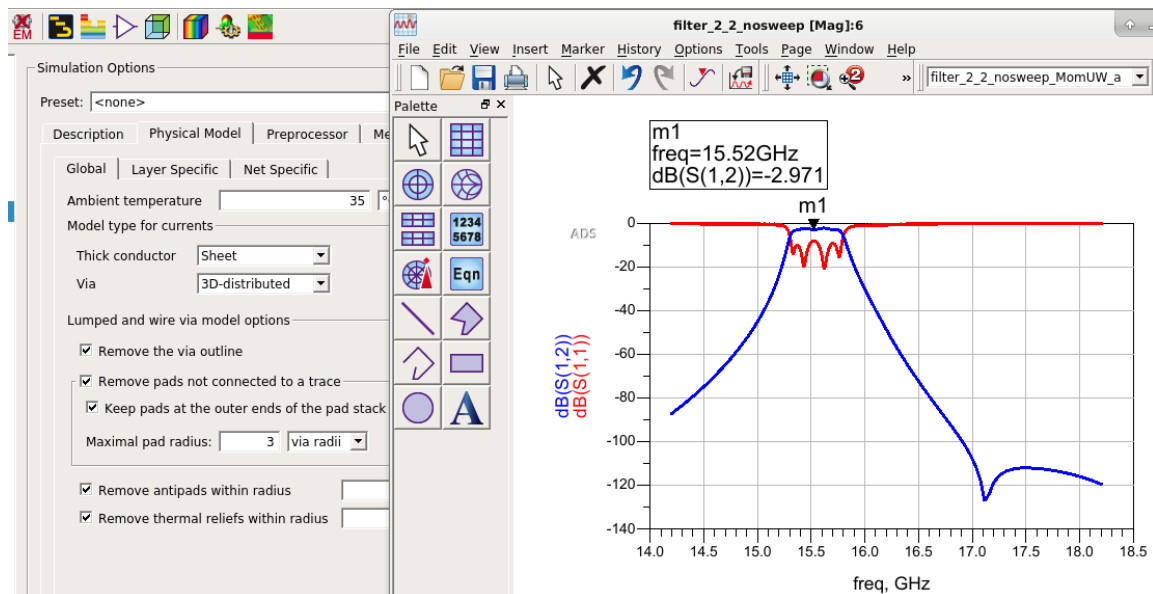 EM
Simulation Options
Preset: <none>
Description Physical Model Preprocessor Me
Global Layer Specific Net Specific
Ambient temperature 35 °
Model type for currents
Thick conductor Sheet
Via 3D-distributed
Lumped and wire via model options
Remove the via outline
Remove pads not connected to a trace
Keep pads at the outer ends of the pad stack
Maximal pad radius: 3 via radii
Remove antipads within radius
Remove thermal reliefs within radius
filter_2_2_nosweep [Mag]:6
File Edit View Insert Marker History Options Tools Page Window Help
2 » filter_2_2_nosweep_MomUW_a
Palette
1234
5678
Eqn
A
m1
freq=15.52GHz
dB(S(1,2))=-2.971
m1
ADS
0
-20
-40
-60
-80
-100
-120
-140
dB(S(1,2))
dB(S(1,1))
14.0 15.0 15.5 16.0 16.5 17.0 17.5 18.0 18.5
freq, GHz